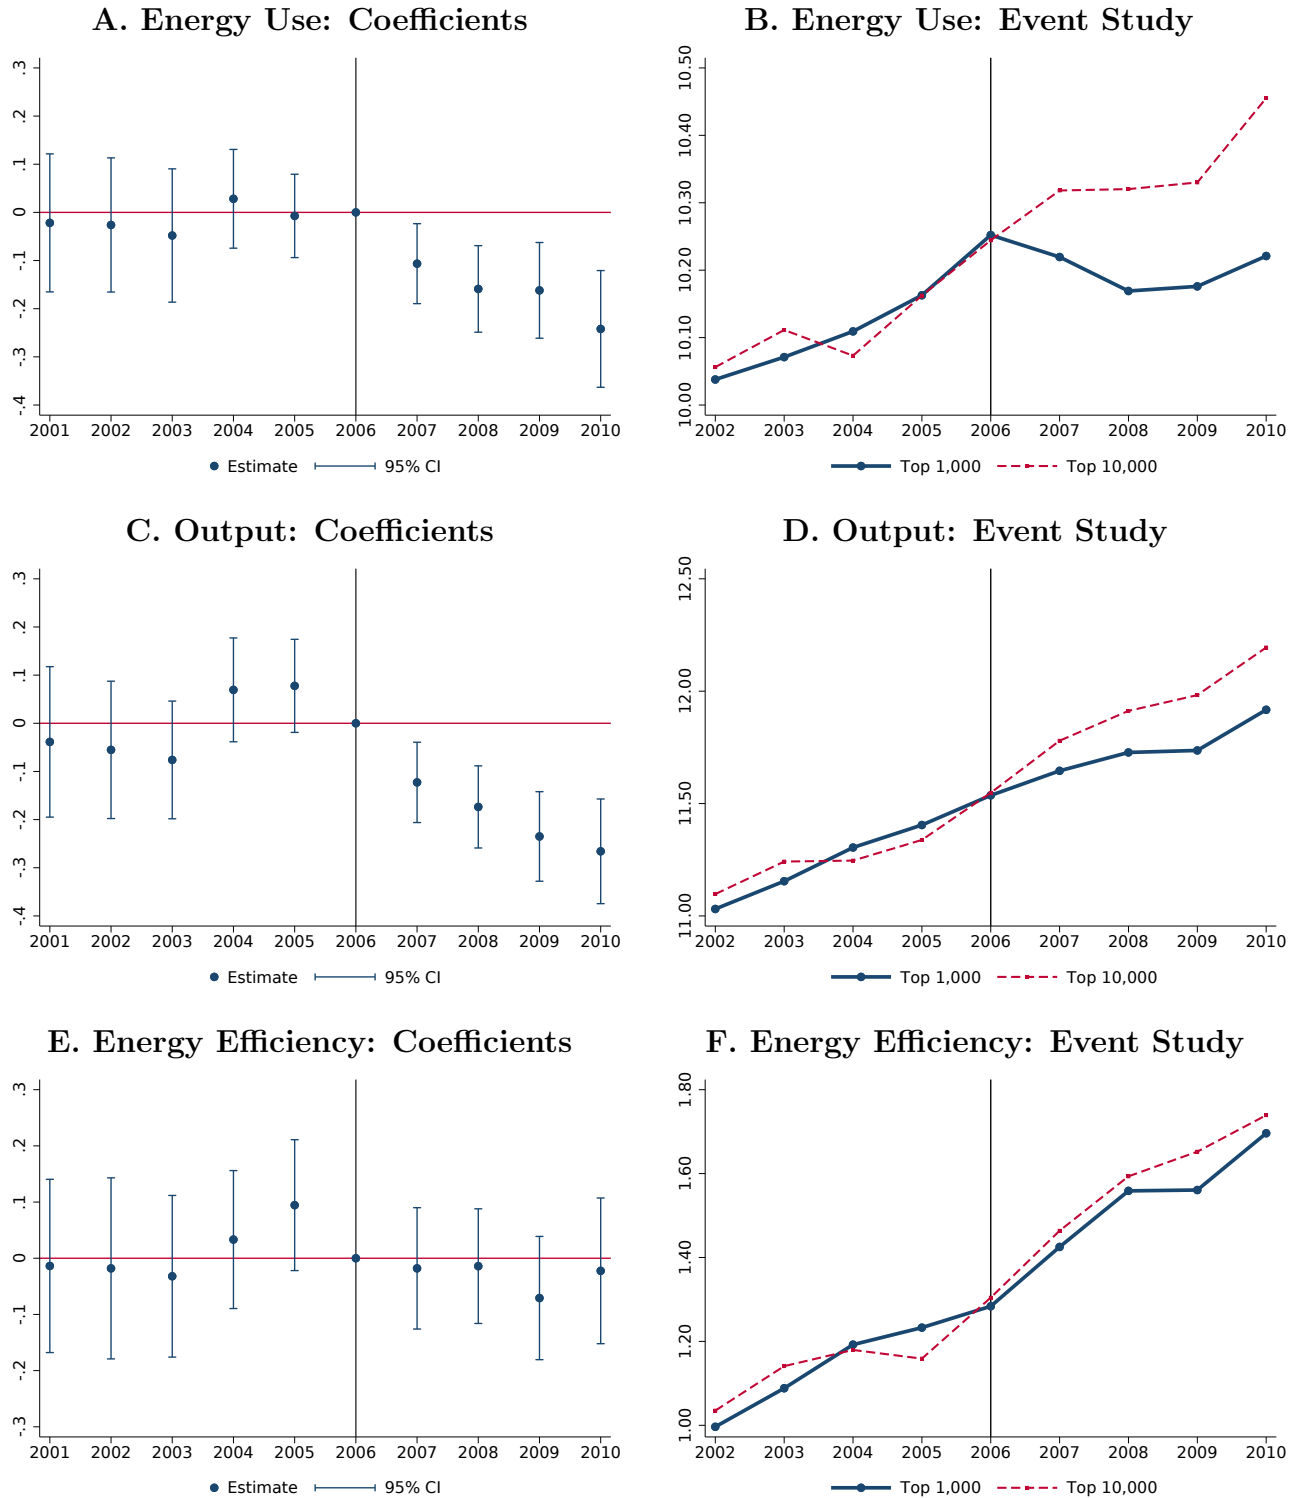 A. Energy Use: Coefficients
.3
.2
.1
0
-.1
-.2
-.3
-.4
2001 2002 2003 2004 2005 2006 2007 2008 2009 2010
Estimate 95% CI
B. Energy Use: Event Study
10.50
10.40
10.30
10.20
10.10
10.00
2002 2003 2004 2005 2006 2007 2008 2009 2010
Top 1,000 Top 10,000
C. Output: Coefficients
.3
.2
.1
0
-.1
-.2
-.3
-.4
2001 2002 2003 2004 2005 2006 2007 2008 2009 2010
Estimate 95% CI
D. Output: Event Study
12.50
12.00
11.50
11.00
2002 2003 2004 2005 2006 2007 2008 2009 2010
Top 1,000 Top 10,000
E. Energy Efficiency: Coefficients
.3
.2
.1
0
-.1
-.2
-.3
2001 2002 2003 2004 2005 2006 2007 2008 2009 2010
Estimate 95% CI
F. Energy Efficiency: Event Study
1.80
1.60
1.40
1.20
1.00
2002 2003 2004 2005 2006 2007 2008 2009 2010
Top 1,000 Top 10,000